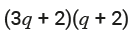 (3q + 2)(q + 2)